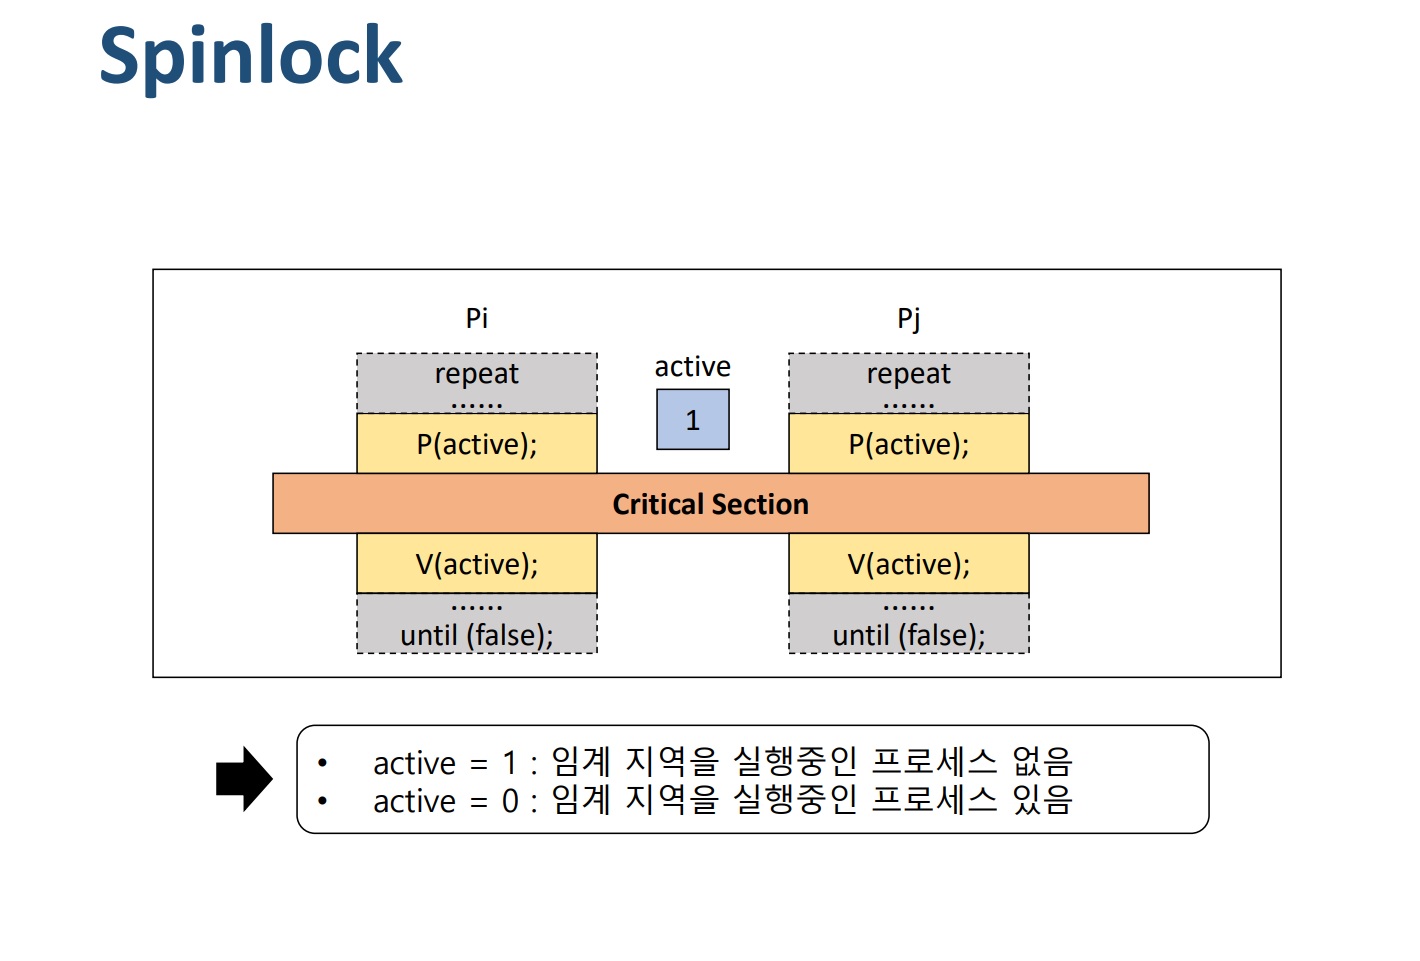 Spinlock
Pi
Pj
repeat
......
active
repeat
......
P(active);
1
P(active);
Critical Section
V(active);
V(active);
......
until (false);
......
until (false);
• active = 1 : 임계 지역을 실행중인 프로세스 없음
• active = 0 : 임계 지역을 실행중인 프로세스 있음